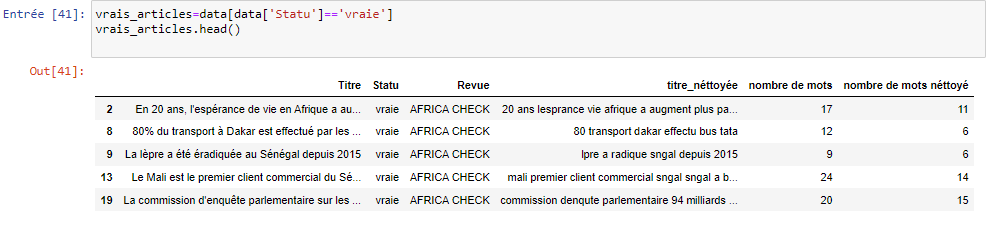 Entrée [41]: vrais_articles=data[data['Statu']=='vraie']
vrais_articles.head()
Out[41]:
Titre Statu Revue titre_néttoyée nombre de mots nombre de mots néttoyé
2 En 20 ans, l'espérance de vie en Afrique a au... vraie AFRICA CHECK 20 ans lesprance vie afrique a augment plus pa... 17 11
8 80% du transport à Dakar est effectué par les ... vraie AFRICA CHECK 80 transport dakar effectu bus tata 12 6
9 La lèpre a été éradiquée au Sénégal depuis 2015 vraie AFRICA CHECK lpre a radique sngal depuis 2015 9 6
13 Le Mali est le premier client commercial du Sé... vraie AFRICA CHECK mali premier client commercial sngal sngal a b... 24 14
19 La commission d'enquête parlementaire sur les ... vraie AFRICA CHECK commission denqute parlementaire 94 milliards ... 20 15